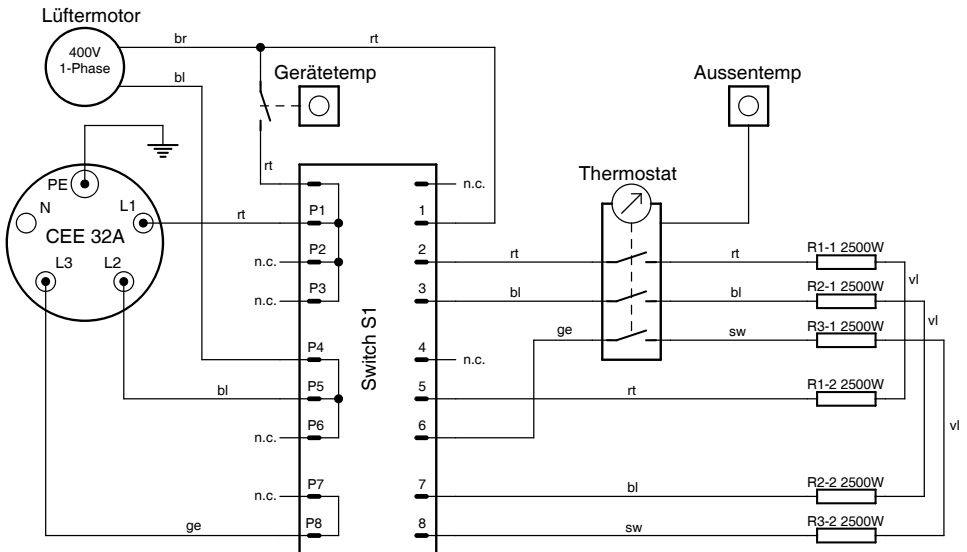 Lüftermotor
400V
1-Phase
br
rt
bl
Gerätetemp
Aussentemp
rt
Thermostat
PE
N
L1
CEE 32A
L3
L2
rt
n.c.
n.c.
bl
n.c.
n.c.
ge
P1
P2
P3
P4
P5
P6
P7
P8
Switch S1
1
2
3
4
5
6
7
8
n.c.
n.c.
rt
bl
ge
rt
bl
sw
rt
bl
sw
R1-1 2500W
R2-1 2500W
R3-1 2500W
R1-2 2500W
R2-2 2500W
R3-2 2500W
vl
vl
vl